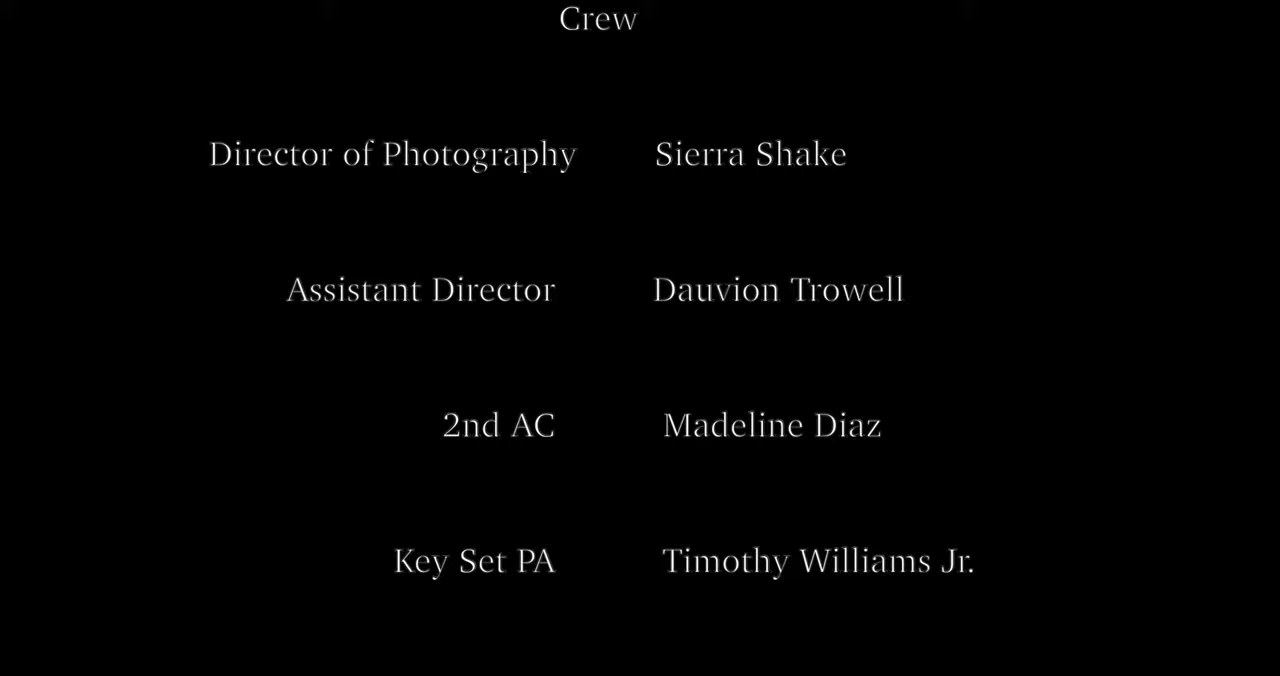 Crew
Director of Photography Sierra Shake
Assistant Director Dauvion Trowell
2nd AC Madeline Diaz
Key Set PA Timothy Williams Jr.